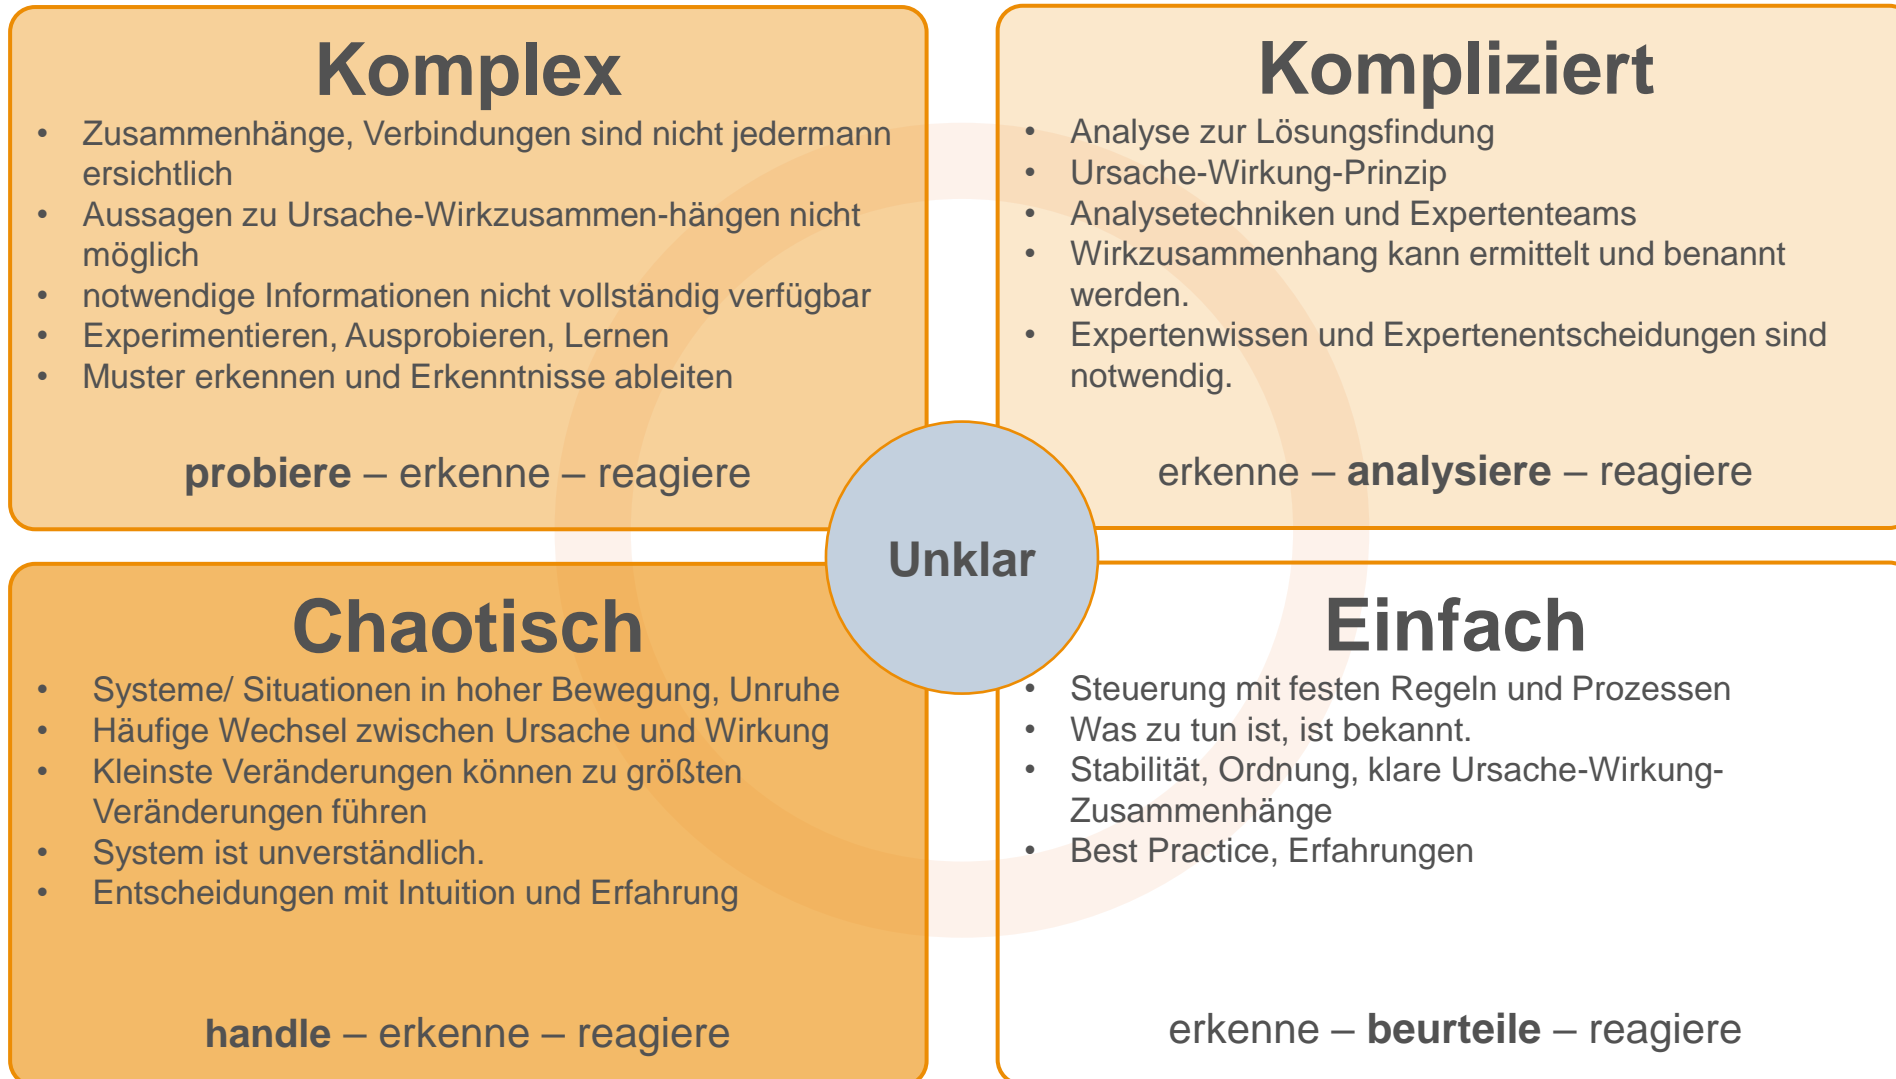 Komplex
• Zusammenhänge, Verbindungen sind nicht jedermann
ersichtlich
• Aussagen zu Ursache-Wirkzusammen-hängen nicht
möglich
• notwendige Informationen nicht vollständig verfügbar
• Experimentieren, Ausprobieren, Lernen
• Muster erkennen und Erkenntnisse ableiten
probiere – erkenne – reagiere
Kompliziert
• Analyse zur Lösungsfindung
• Ursache-Wirkung-Prinzip
• Analysetechniken und Expertenteams
• Wirkzusammenhang kann ermittelt und benannt
werden.
• Expertenwissen und Expertenentscheidungen sind
notwendig.
erkenne – analysiere – reagiere
Unklar
Chaotisch
• Systeme/ Situationen in hoher Bewegung, Unruhe
• Häufige Wechsel zwischen Ursache und Wirkung
• Kleinste Veränderungen können zu größten
Veränderungen führen
• System ist unverständlich.
• Entscheidungen mit Intuition und Erfahrung
handle – erkenne – reagiere
Einfach
• Steuerung mit festen Regeln und Prozessen
• Was zu tun ist, ist bekannt.
• Stabilität, Ordnung, klare Ursache-Wirkung-
Zusammenhänge
• Best Practice, Erfahrungen
erkenne – beurteile – reagiere